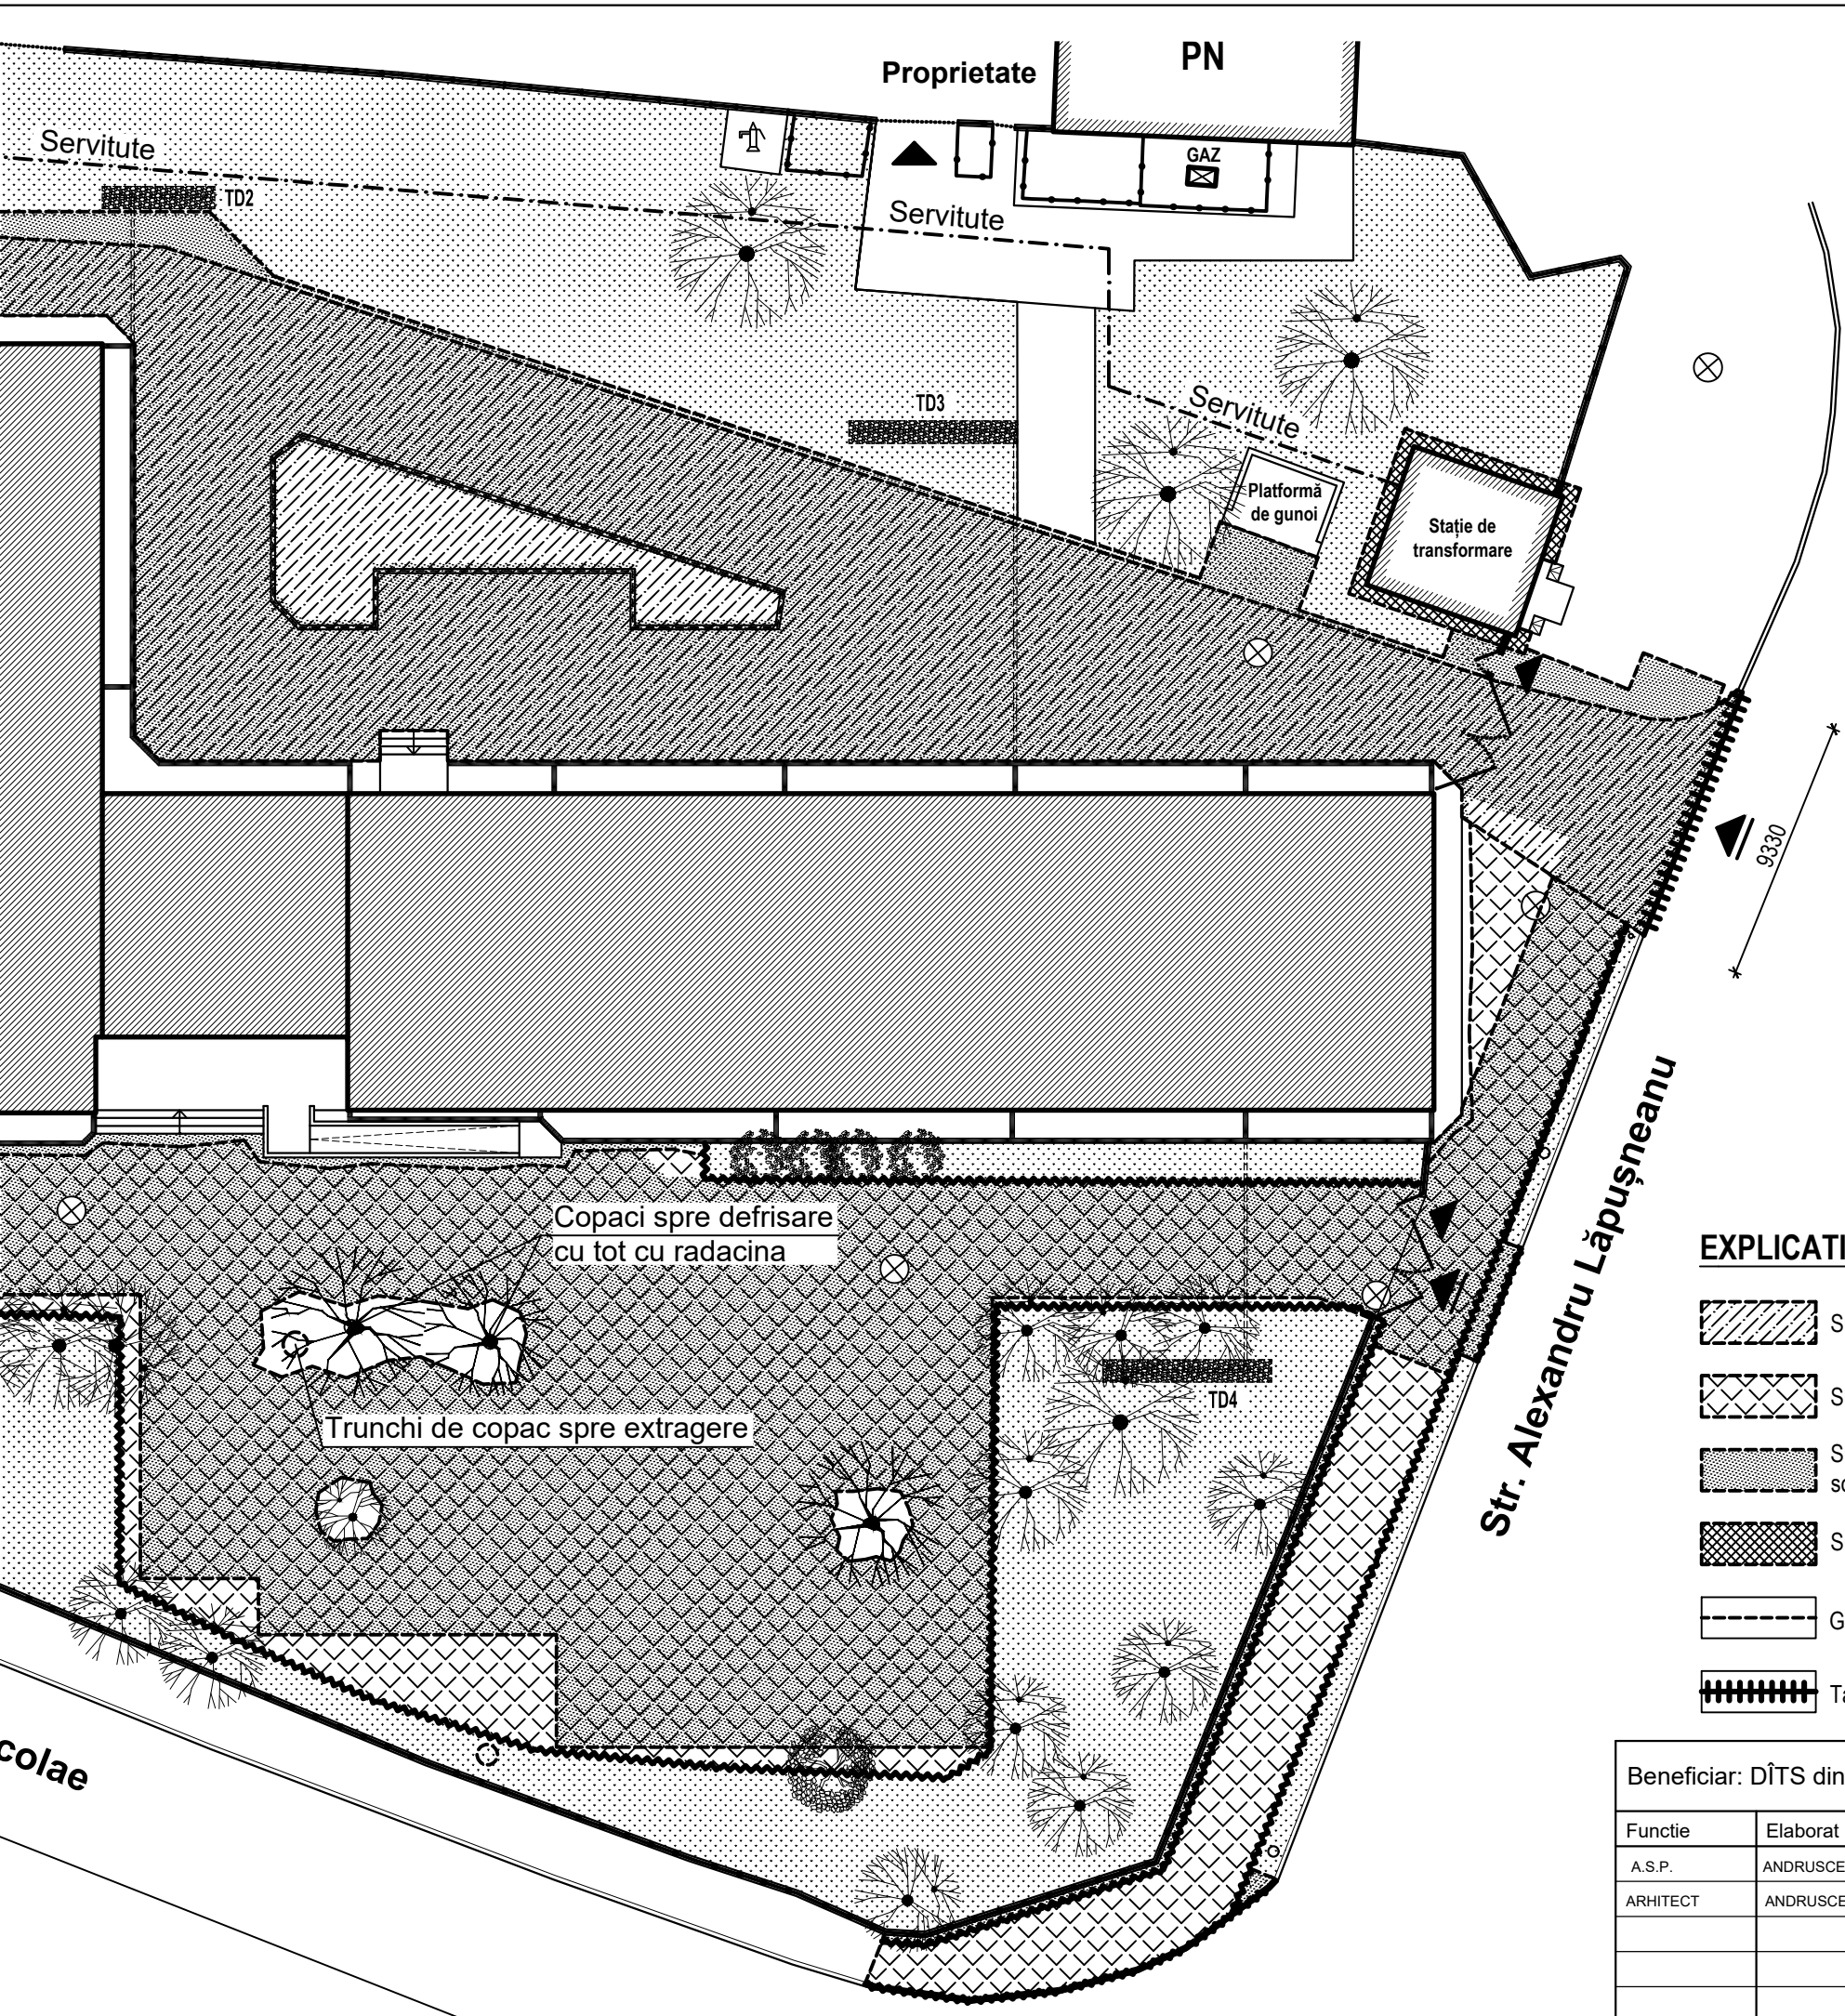 PN
Proprietate
Servitute
GAZ
TD2
Servitute
TD3
Servitute
Platformă
de gunoi
Stație de
transformare
9330
Str. Alexandru Lăpușneanu
Copaci spre defrisare
cu tot cu radacina
TD4
Trunchi de copac spre extragere
colae
EXPLICATI
S
S
S
sc
S
G
Ta
Beneficiar: DÎTS din
Functie Elaborat
A.S.P. ANDRUSCE
ARHITECT ANDRUSCE